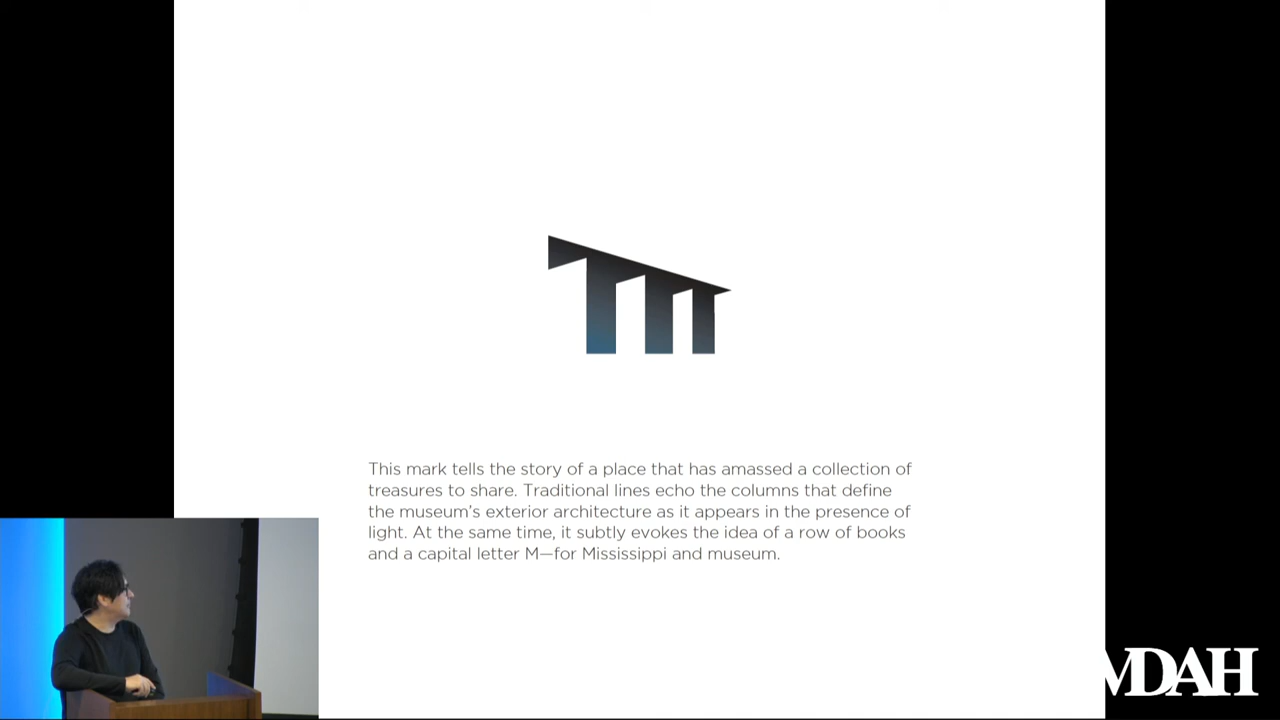 This mark tells the story of a place that has amassed a collection of
treasures to share. Traditional lines echo the columns that define
the museum’s exterior architecture as it appears in the presence of
light. At the same time, it subtly evokes the idea of a row of books
and a capital letter M—for Mississippi and museum.
MDAH